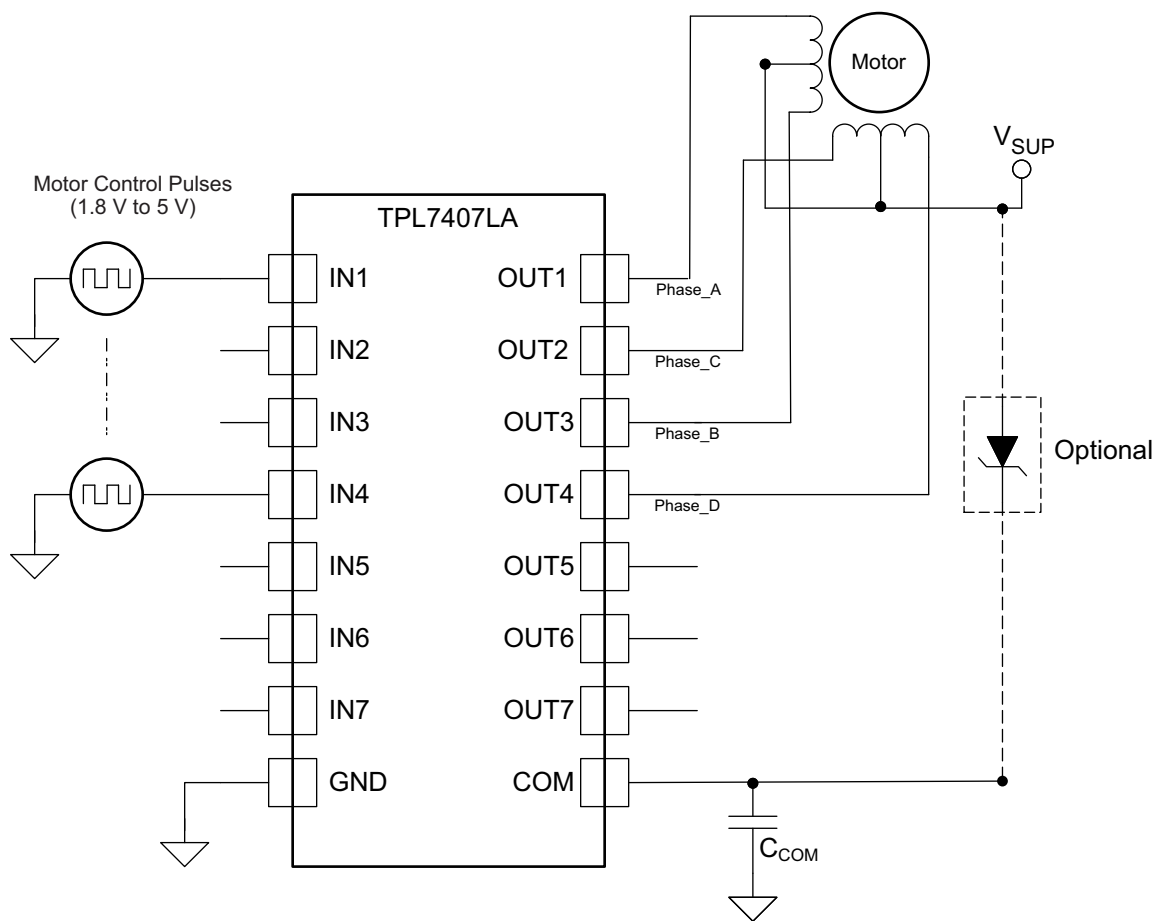 Motor
V_SUP
Motor Control Pulses
(1.8 V to 5 V)
TPL7407LA
IN1
OUT1
Phase_A
IN2
OUT2
Phase_C
IN3
OUT3
Phase_B
Optional
IN4
OUT4
Phase_D
IN5
OUT5
IN6
OUT6
IN7
OUT7
GND
COM
C_COM